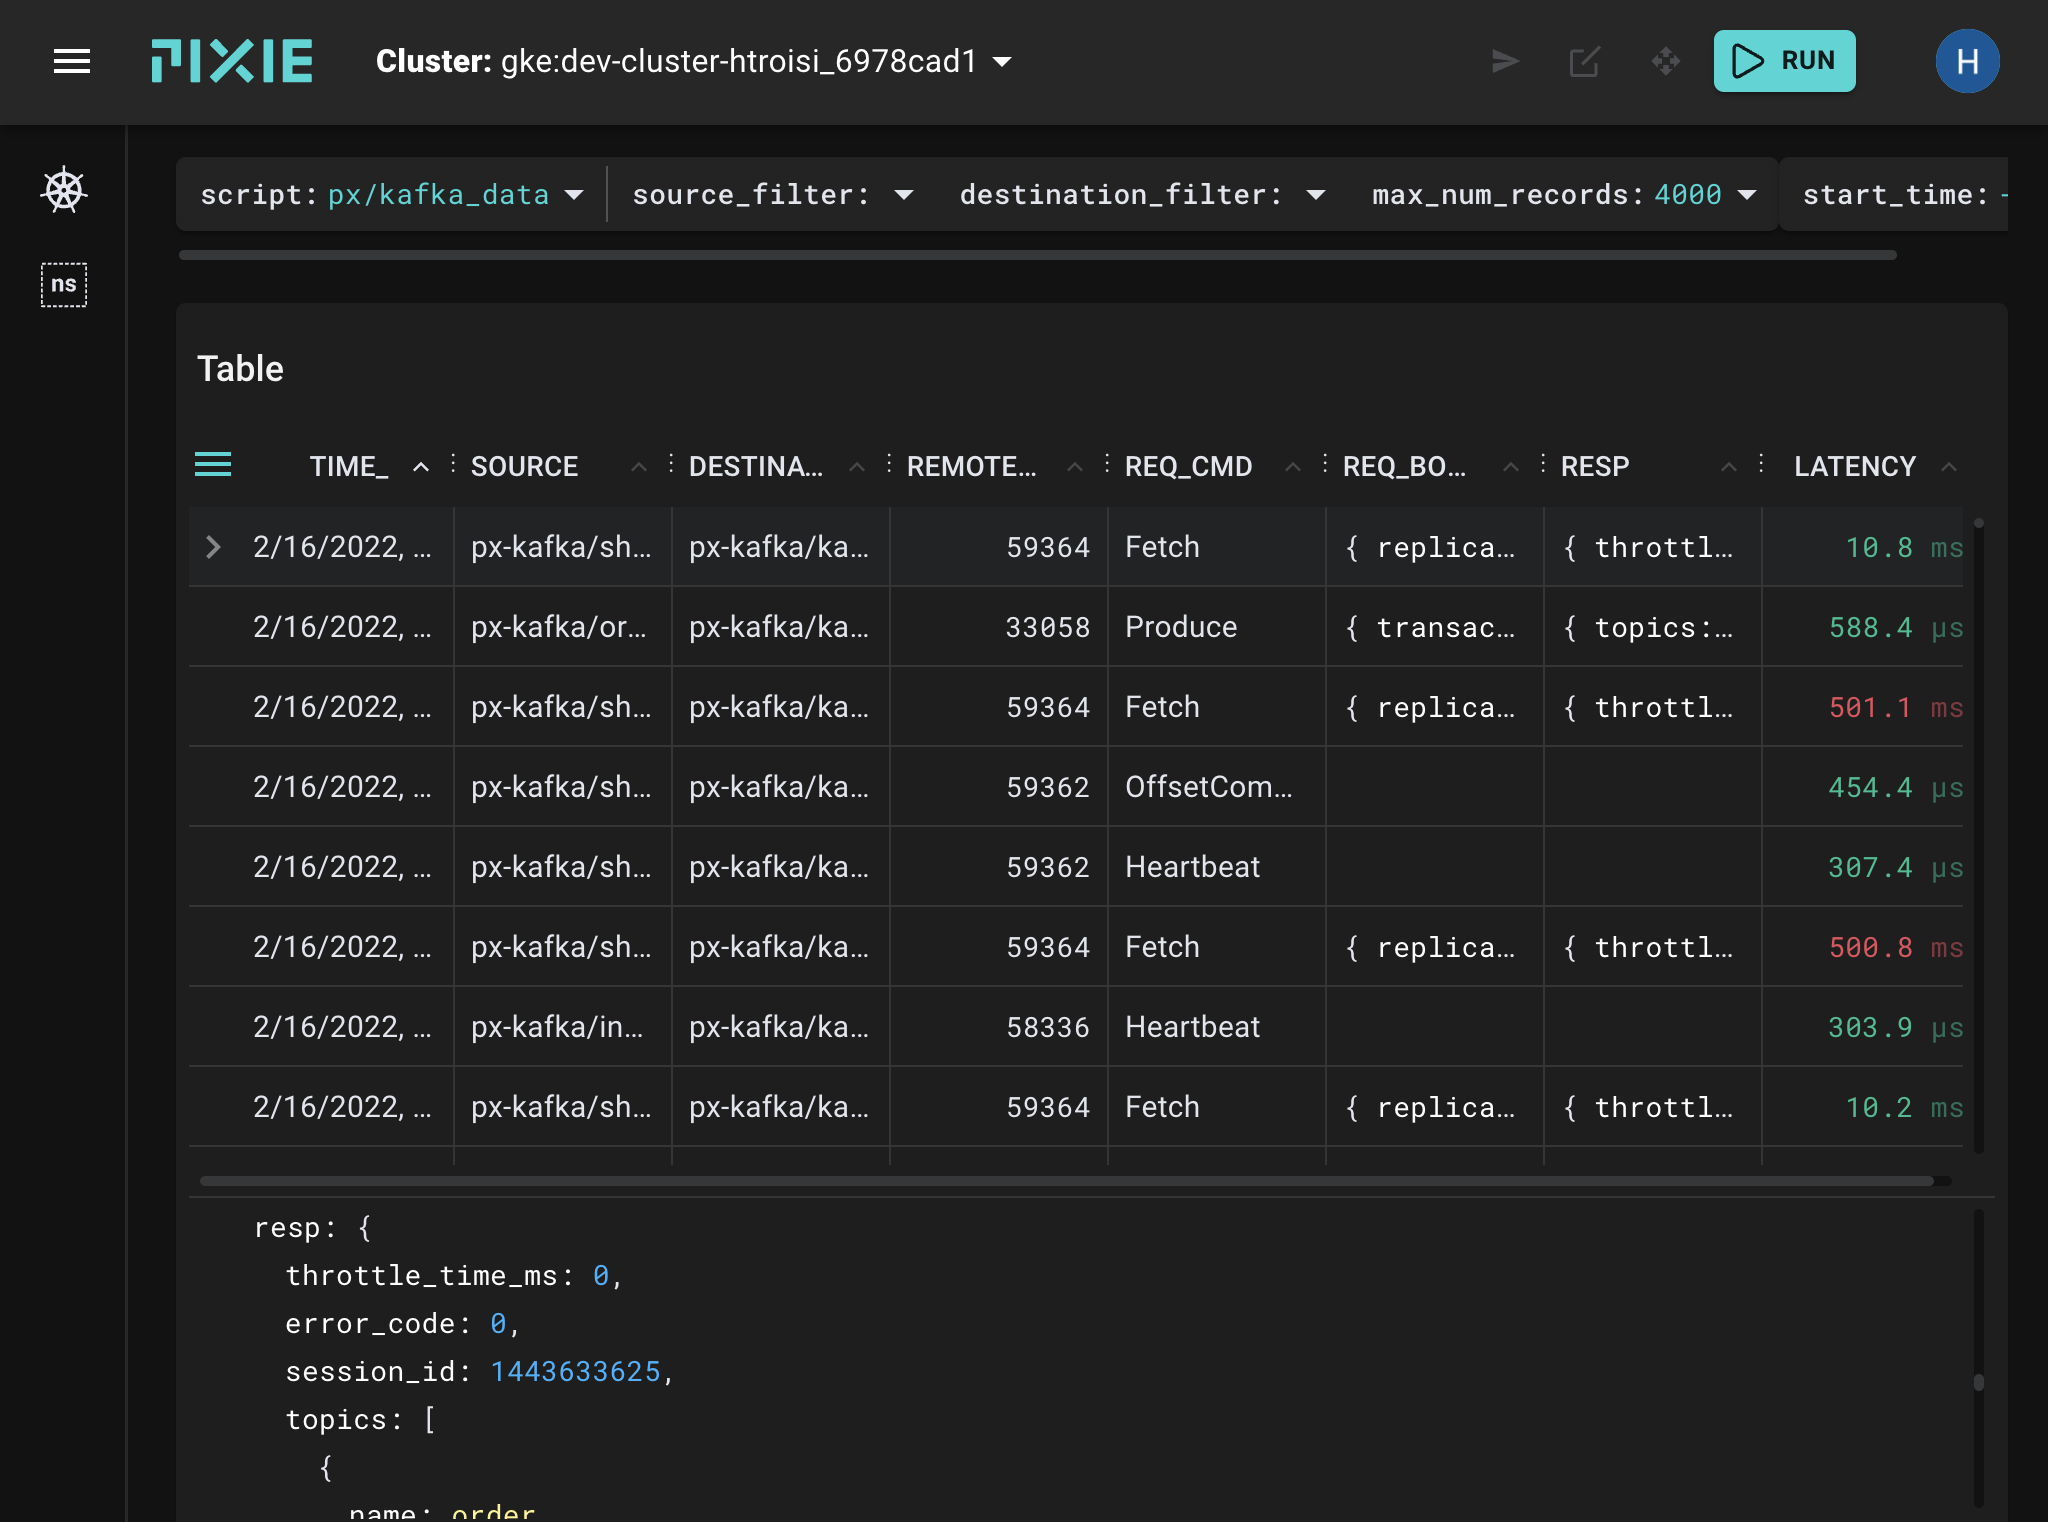 PIXIE Cluster: gke:dev-cluster-htroisi_6978cad1 RUN H
script: px/kafka_data source_filter: destination_filter: max_num_records: 4000 start_time: -
ns
Table
TIME_ SOURCE DESTINA... REMOTE... REQ_CMD REQ_BO... RESP LATENCY
2/16/2022, ... px-kafka/sh... px-kafka/ka... 59364 Fetch { replica... { throttl... 10.8 ms
2/16/2022, ... px-kafka/or... px-kafka/ka... 33058 Produce { transac... { topics:... 588.4 µs
2/16/2022, ... px-kafka/sh... px-kafka/ka... 59364 Fetch { replica... { throttl... 501.1 ms
2/16/2022, ... px-kafka/sh... px-kafka/ka... 59362 OffsetCom... 454.4 µs
2/16/2022, ... px-kafka/sh... px-kafka/ka... 59362 Heartbeat 307.4 µs
2/16/2022, ... px-kafka/sh... px-kafka/ka... 59364 Fetch { replica... { throttl... 500.8 ms
2/16/2022, ... px-kafka/in... px-kafka/ka... 58336 Heartbeat 303.9 µs
2/16/2022, ... px-kafka/sh... px-kafka/ka... 59364 Fetch { replica... { throttl... 10.2 ms
resp: {
throttle_time_ms: 0,
error_code: 0,
session_id: 1443633625,
topics: [
{
name: order